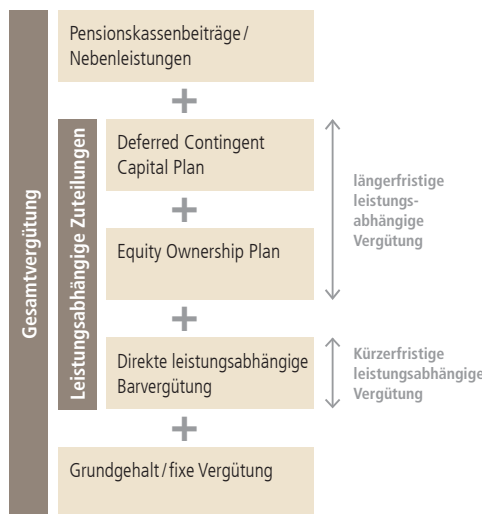 Gesamtvergütung
Pensionskassenbeiträge /
Nebenleistungen
+
Leistungsabhängige Zuteilungen
Deferred Contingent
Capital Plan
+
Equity Ownership Plan
längerfristige
leistungs-
abhängige
Vergütung
+
Direkte leistungsabhängige
Barvergütung
Kürzerfristige
leistungsabhängige
Vergütung
+
Grundgehalt / fixe Vergütung